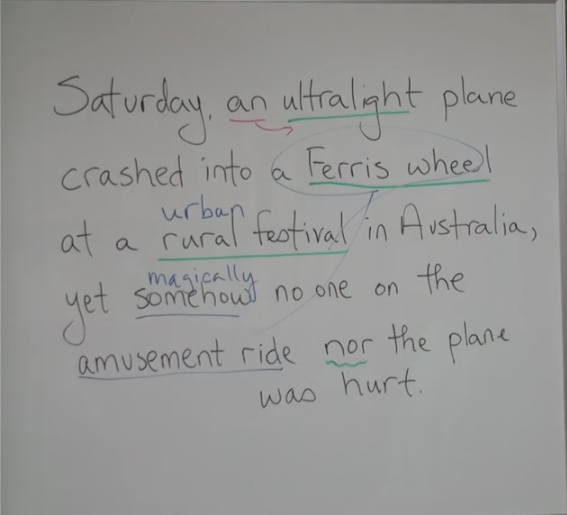 Saturday, an ultralight plane
crashed into a Ferris wheel
urban
at a rural festival in Australia,
magically
yet somehow no one on the
amusement ride nor the plane
was hurt.